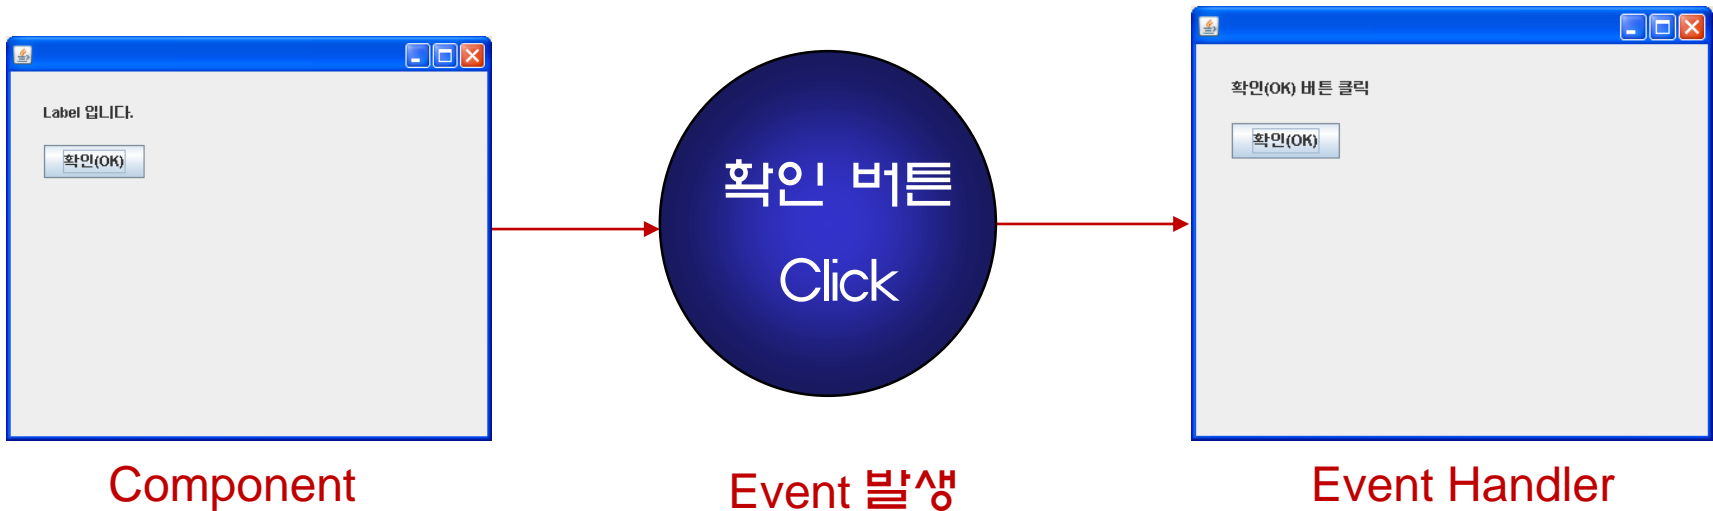 Label 입니다.
확인(OK)
Component
확인 버튼
Click
Event 발생
확인(OK) 버튼 클릭
확인(OK)
Event Handler